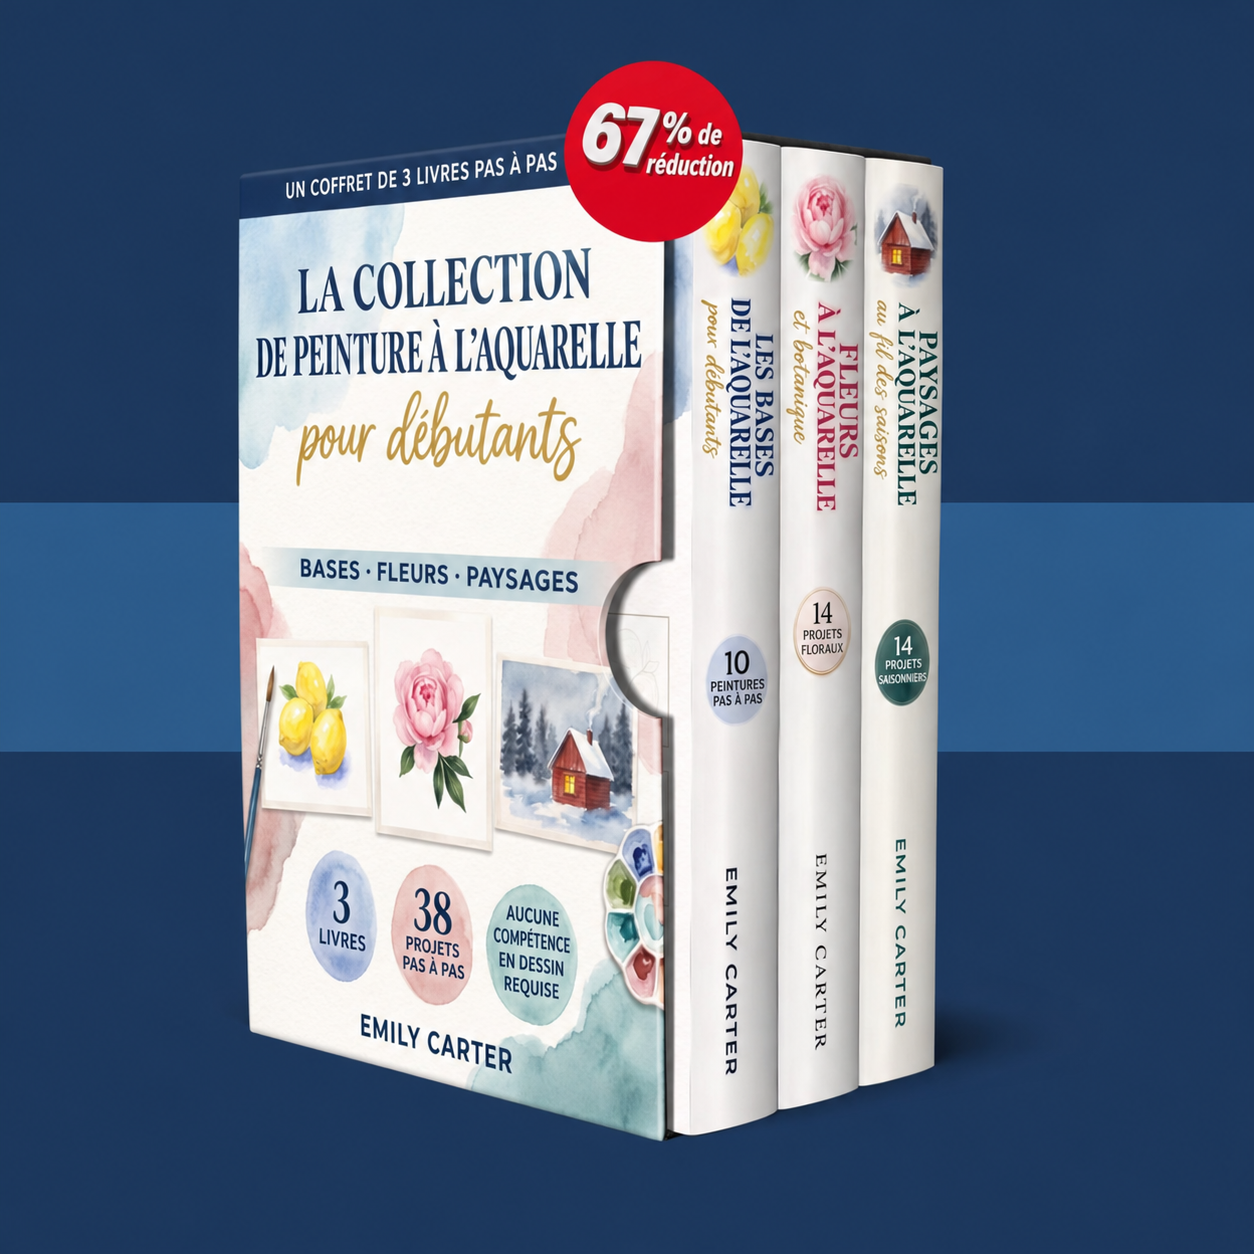 67% de
réduction
UN COFFRET DE 3 LIVRES PAS À PAS
LA COLLECTION
DE PEINTURE À L'AQUARELLE
pour débutants
BASES · FLEURS · PAYSAGES
3
LIVRES
38
PROJETS
PAS À PAS
AUCUNE
COMPÉTENCE
EN DESSIN
REQUISE
EMILY CARTER
LES BASES
DE L'AQUARELLE
pour débutants
10
PEINTURES
PAS À PAS
EMILY CARTER
FLEURS
À L'AQUARELLE
et botanique
14
PROJETS
FLORAUX
EMILY CARTER
PAYSAGES
À L'AQUARELLE
au fil des saisons
14
PROJETS
SAISONNIERS
EMILY CARTER